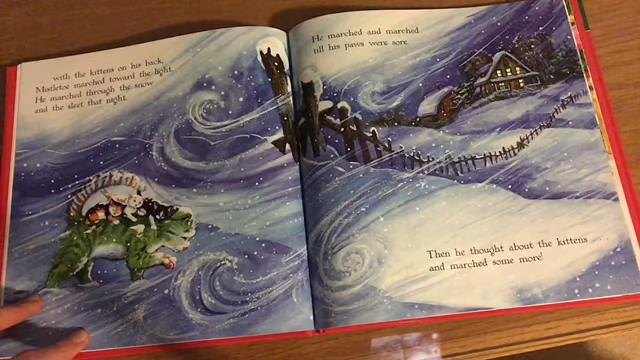 with the kittens on his back,
Mistletoe marched toward the light.
He marched through the snow
and the sleet that night.
He marched and marched
till his paws were sore.
Then he thought about the kittens
and marched some more!